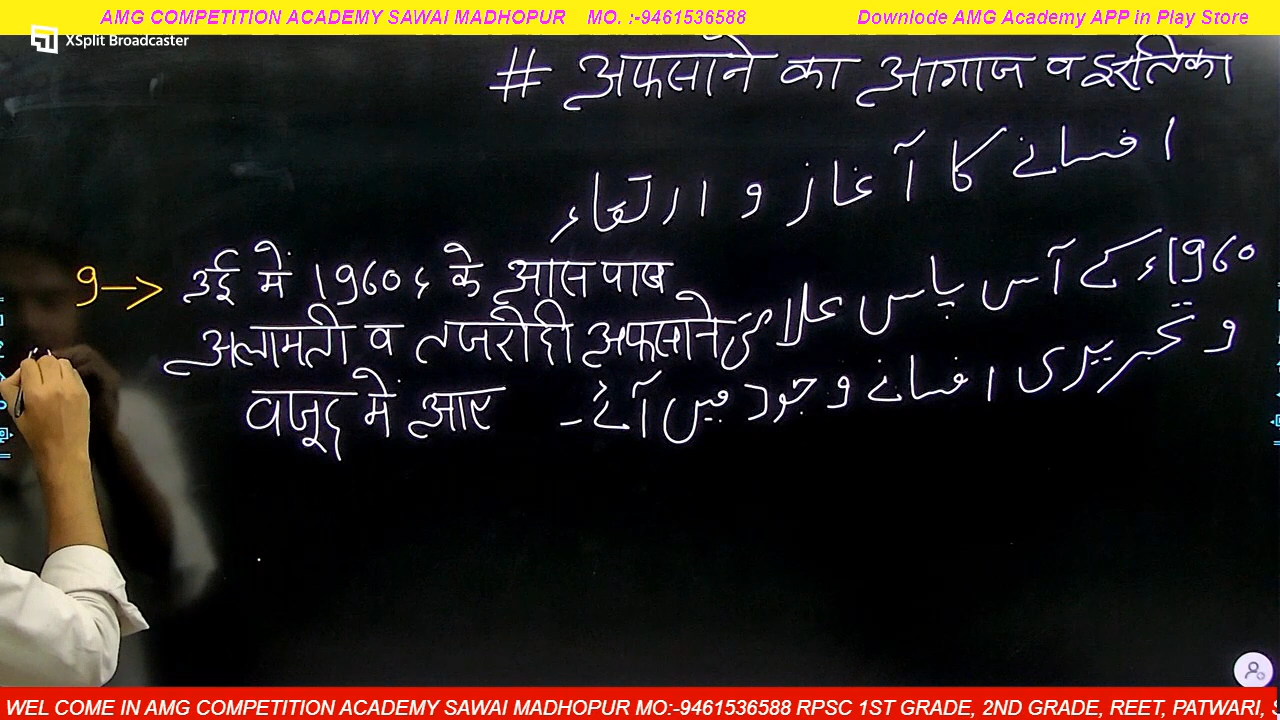 AMG COMPETITION ACADEMY SAWAI MADHOPUR MO. :-9461536588 Downlode AMG Academy APP in Play Store
XSplit Broadcaster
# अफसाने का आगाज व इरतिका
افسانے کا آغاز و ارتقاء
9→ उर्दू में 1960ई के आस पास
1960ء کے آس پاس علامتی
अलामती व तजरीदी अफसाने
و تجریدی افسانے وجود میں آئے۔
वजूद में आए
WEL COME IN AMG COMPETITION ACADEMY SAWAI MADHOPUR MO:-9461536588 RPSC 1ST GRADE, 2ND GRADE, REET, PATWARI, S